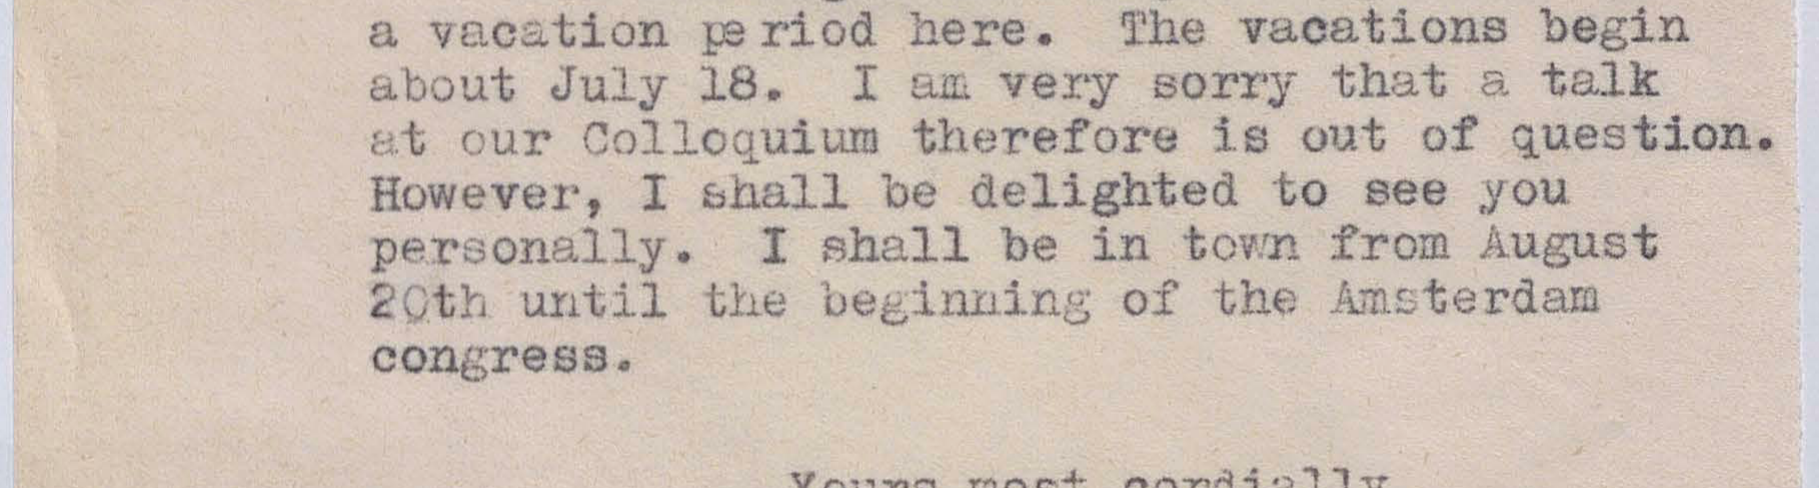 a vacation period here. The vacations begin
about July 18. I am very sorry that a talk
at our Colloquium therefore is out of question.
However, I shall be delighted to see you
personally. I shall be in town from August
20th until the beginning of the Amsterdam
congress.
Yours most cordially